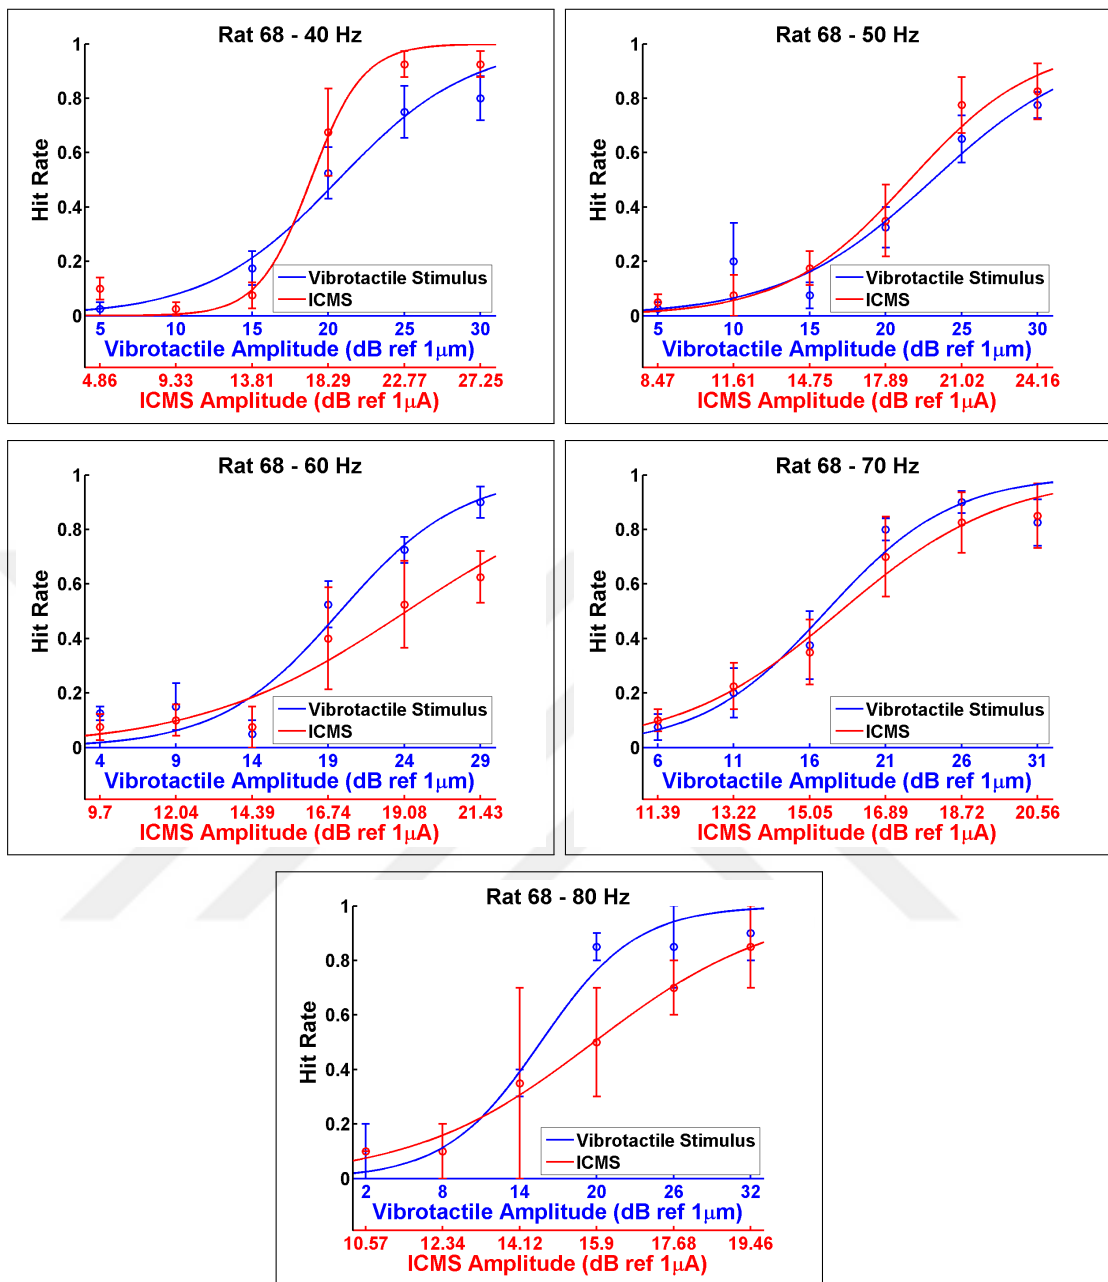 Rat 68 - 40 Hz
1
0.8
0.6
0.4
0.2
0
Hit Rate
Vibrotactile Stimulus
ICMS
5 10 15 20 25 30
Vibrotactile Amplitude (dB ref 1μm)
4.86 9.33 13.81 18.29 22.77 27.25
ICMS Amplitude (dB ref 1μA)
Rat 68 - 50 Hz
1
0.8
0.6
0.4
0.2
0
Hit Rate
Vibrotactile Stimulus
ICMS
5 10 15 20 25 30
Vibrotactile Amplitude (dB ref 1μm)
8.47 11.61 14.75 17.89 21.02 24.16
ICMS Amplitude (dB ref 1μA)
Rat 68 - 60 Hz
1
0.8
0.6
0.4
0.2
0
Hit Rate
Vibrotactile Stimulus
ICMS
4 9 14 19 24 29
Vibrotactile Amplitude (dB ref 1μm)
9.7 12.04 14.39 16.74 19.08 21.43
ICMS Amplitude (dB ref 1μA)
Rat 68 - 70 Hz
1
0.8
0.6
0.4
0.2
0
Hit Rate
Vibrotactile Stimulus
ICMS
6 11 16 21 26 31
Vibrotactile Amplitude (dB ref 1μm)
11.39 13.22 15.05 16.89 18.72 20.56
ICMS Amplitude (dB ref 1μA)
Rat 68 - 80 Hz
1
0.8
0.6
0.4
0.2
0
Hit Rate
Vibrotactile Stimulus
ICMS
2 8 14 20 26 32
Vibrotactile Amplitude (dB ref 1μm)
10.57 12.34 14.12 15.9 17.68 19.46
ICMS Amplitude (dB ref 1μA)